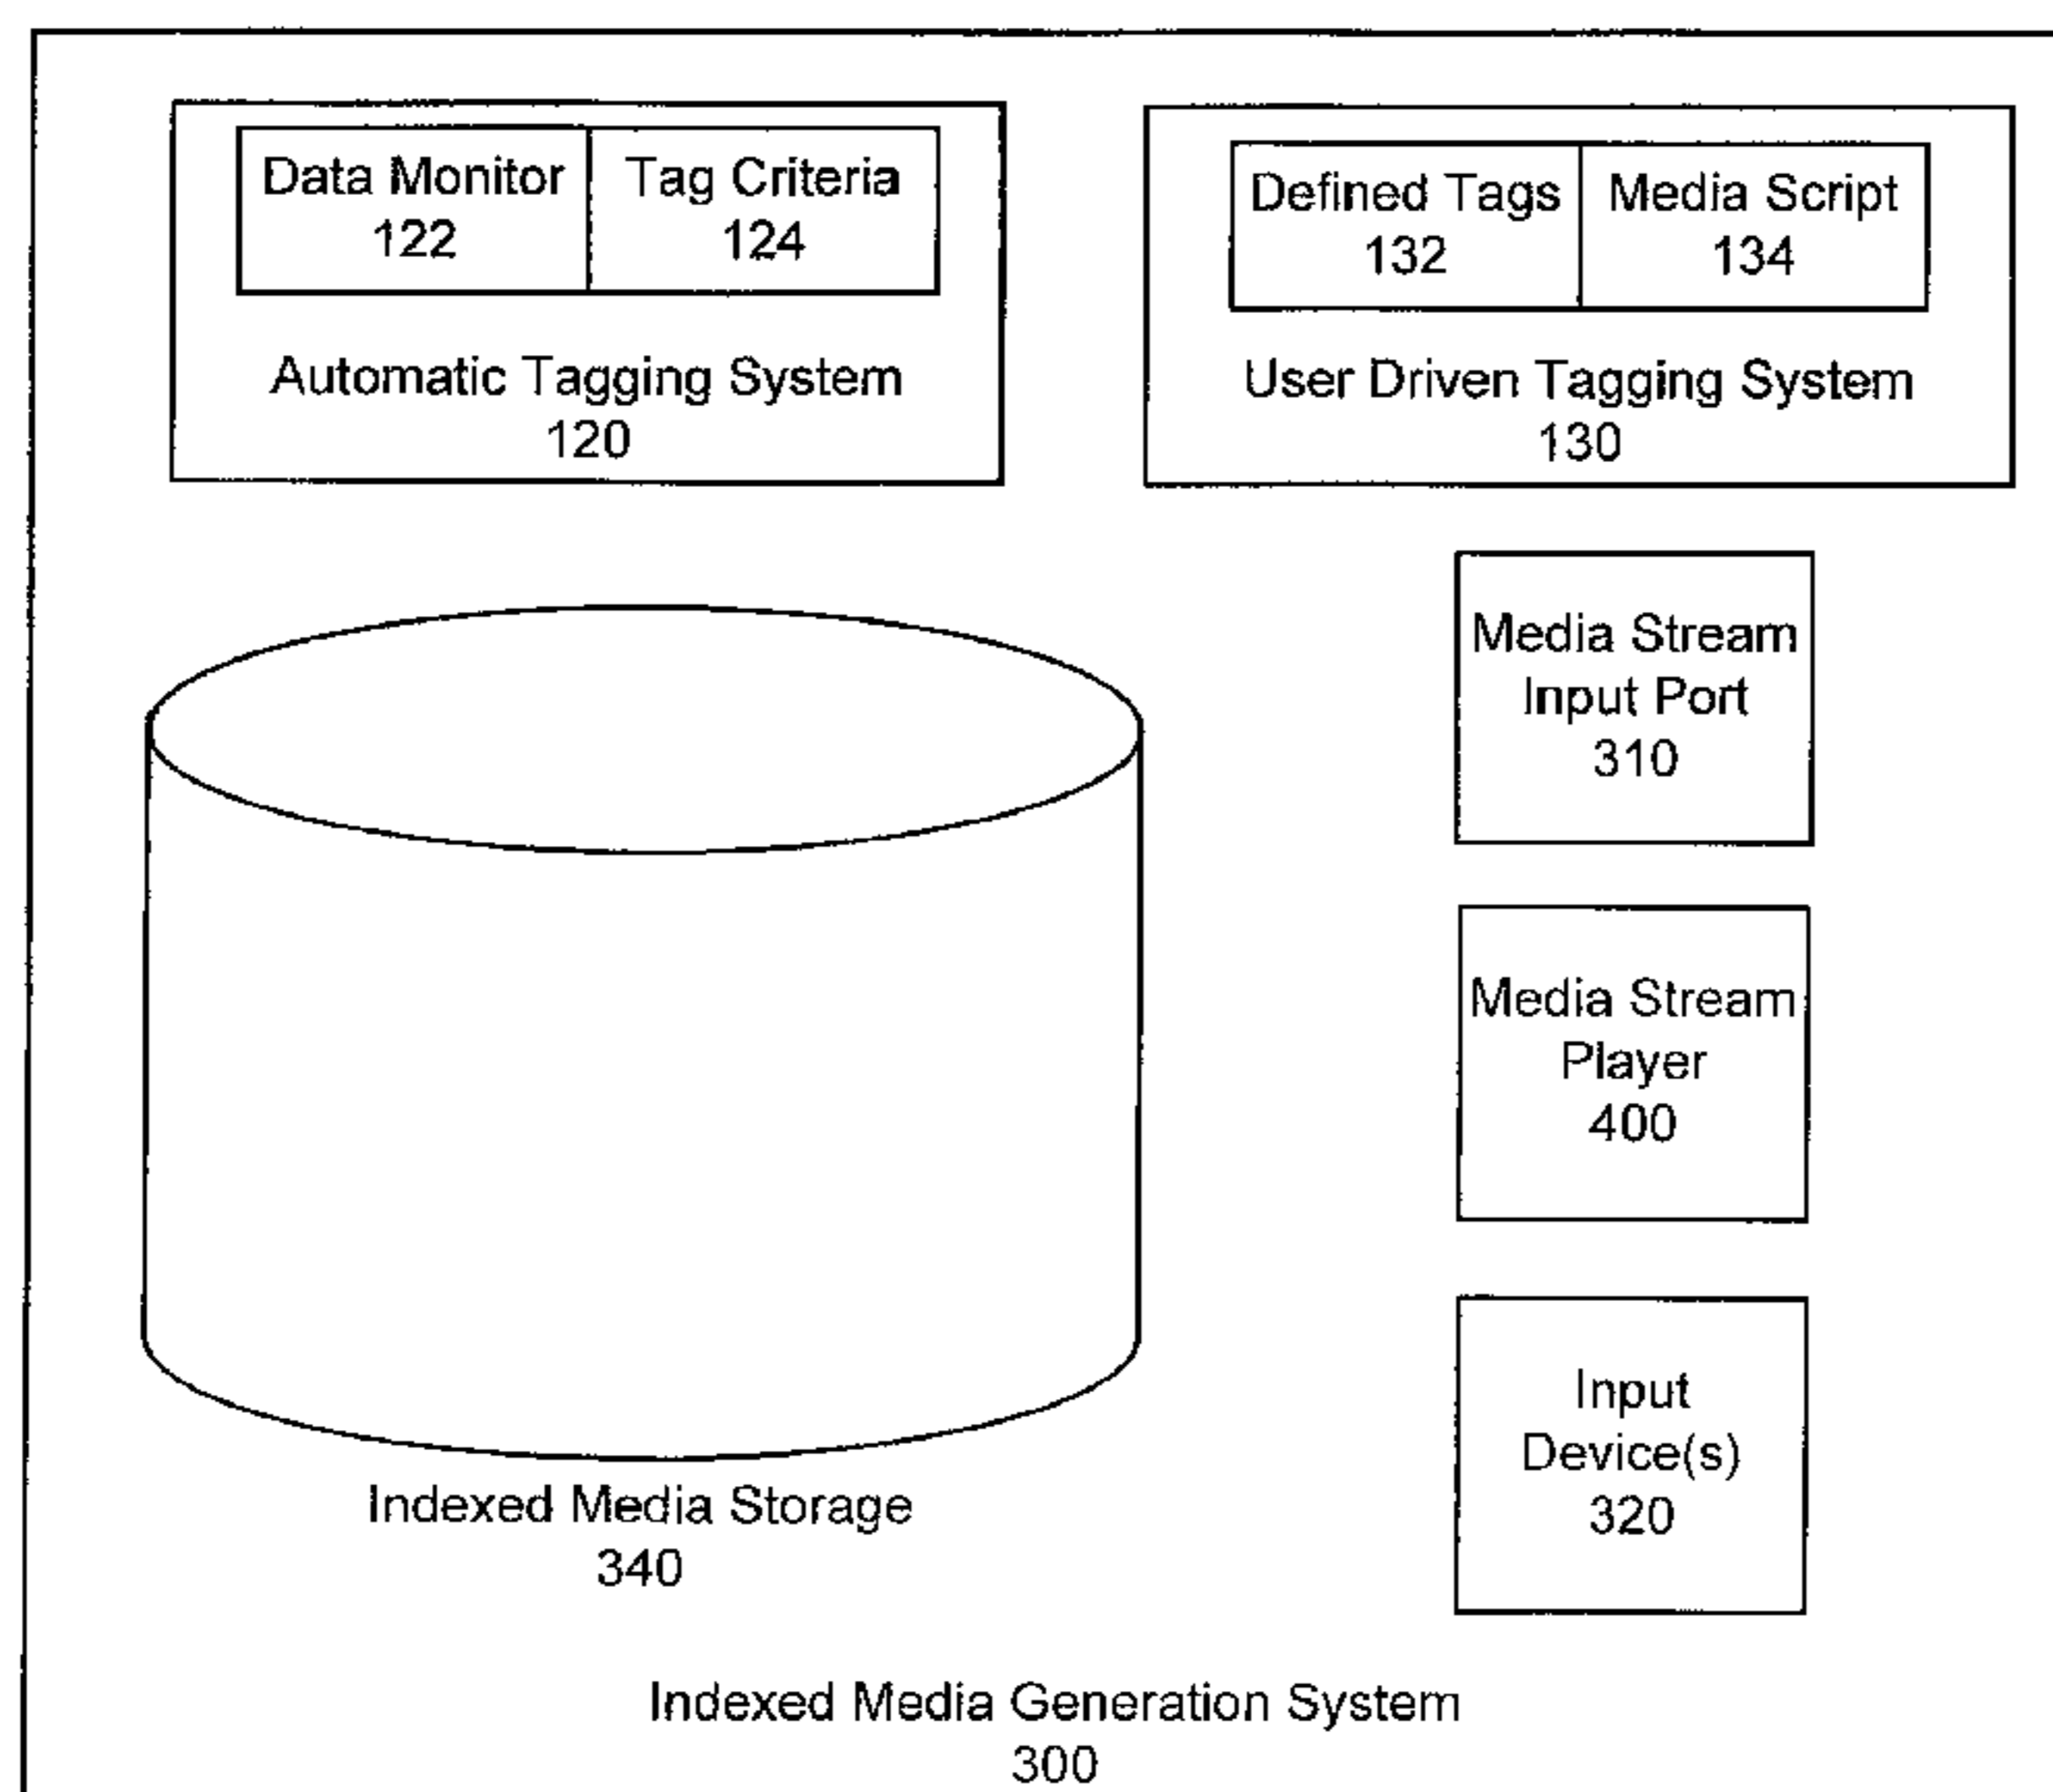 Data Monitor
122
Tag Criteria
124
Automatic Tagging System
120
Defined Tags
132
Media Script
134
User Driven Tagging System
130
Media Stream
Input Port
310
Media Stream
Player
400
Input
Device(s)
320
Indexed Media Storage
340
Indexed Media Generation System
300